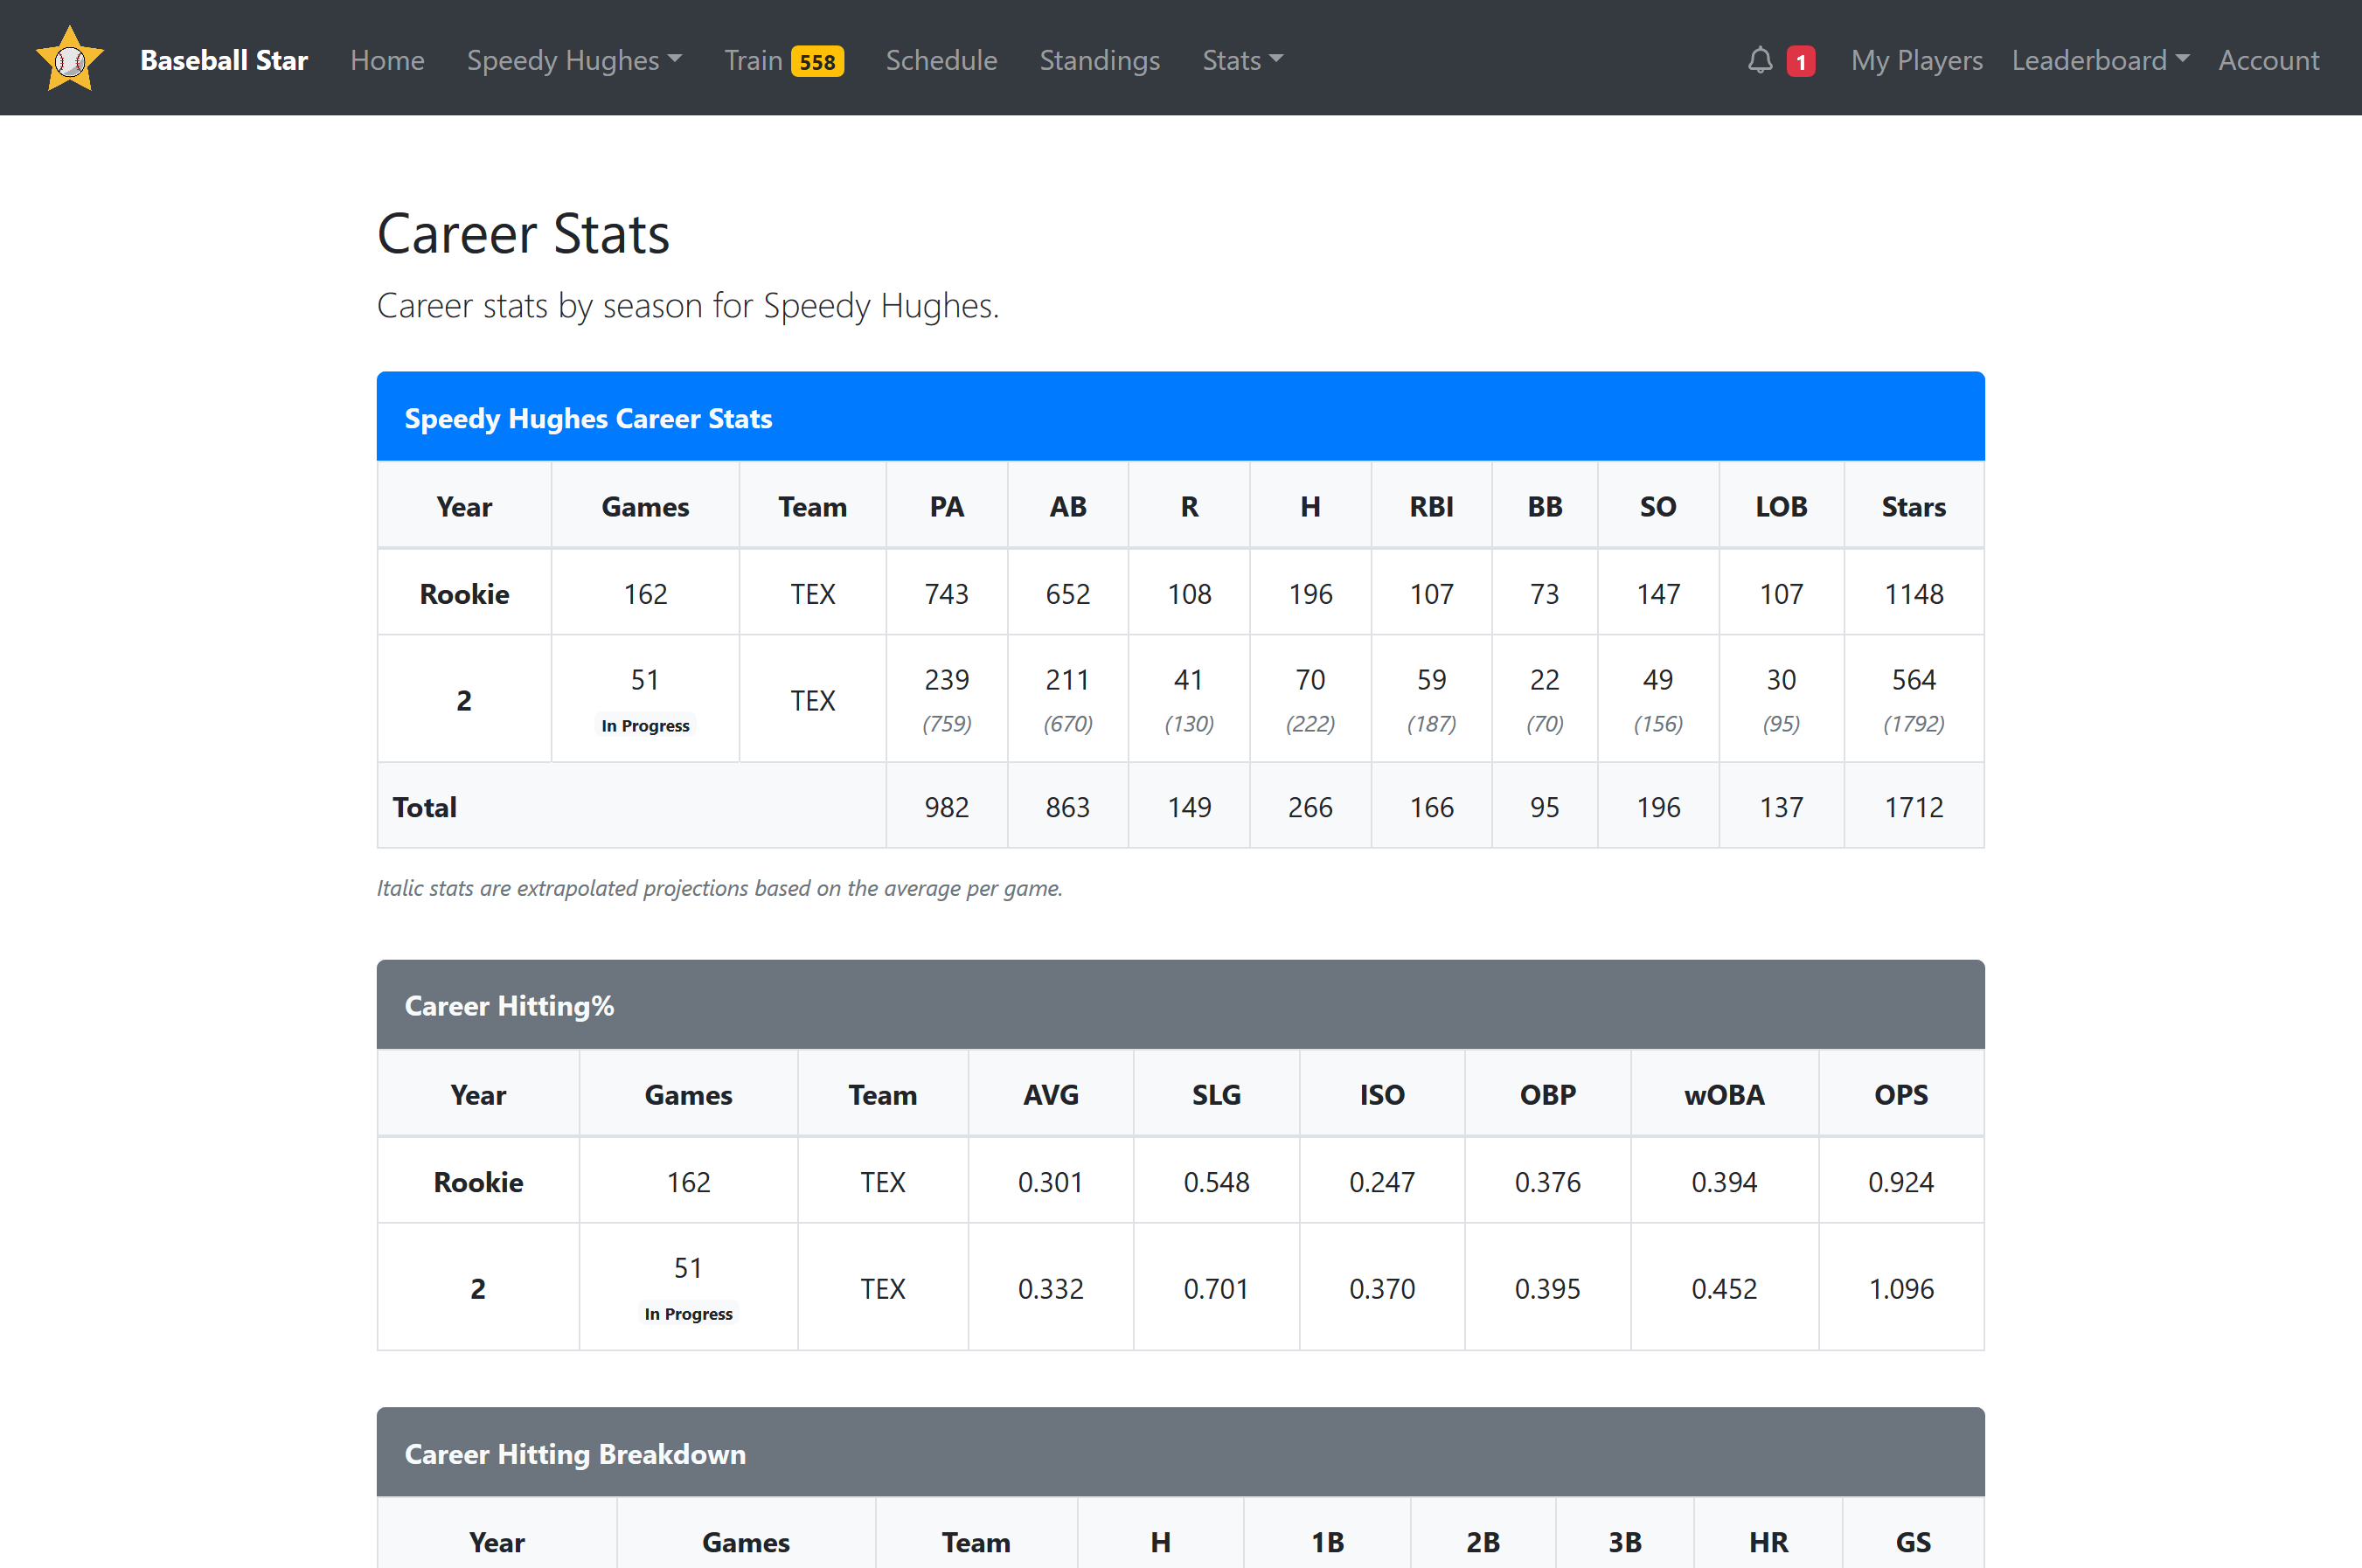 Baseball Star Home Speedy Hughes Train 558 Schedule Standings Stats 1 My Players Leaderboard Account
Career Stats
Career stats by season for Speedy Hughes.
Speedy Hughes Career Stats
Year Games Team PA AB R H RBI BB SO LOB Stars
Rookie 162 TEX 743 652 108 196 107 73 147 107 1148
2 51 In Progress TEX 239 (759) 211 (670) 41 (130) 70 (222) 59 (187) 22 (70) 49 (156) 30 (95) 564 (1792)
Total 982 863 149 266 166 95 196 137 1712
Italic stats are extrapolated projections based on the average per game.
Career Hitting%
Year Games Team AVG SLG ISO OBP wOBA OPS
Rookie 162 TEX 0.301 0.548 0.247 0.376 0.394 0.924
2 51 In Progress TEX 0.332 0.701 0.370 0.395 0.452 1.096
Career Hitting Breakdown
Year Games Team H 1B 2B 3B HR GS